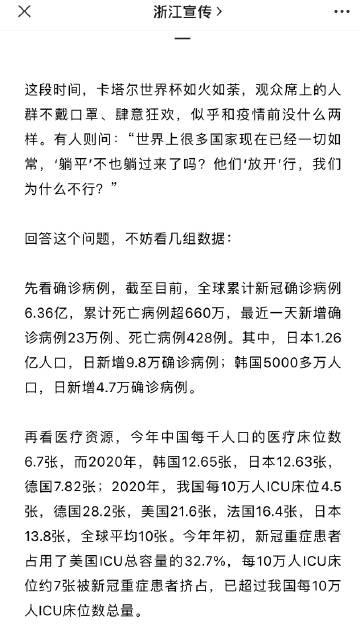 浙江宣传
一
这段时间，卡塔尔世界杯如火如荼，观众席上的人
群不戴口罩、肆意狂欢，似乎和疫情前没什么两
样。有人则问：“世界上很多国家现在已经一切如
常，‘躺平’不也躺过来了吗？他们‘放开’行，我们
为什么不行？”
回答这个问题，不妨看几组数据：
先看确诊病例，截至目前，全球累计新冠确诊病例
6.36亿，累计死亡病例超660万，最近一天新增确
诊病例23万例、死亡病例428例。其中，日本1.26
亿人口，日新增9.8万确诊病例；韩国5000多万人
口，日新增4.7万确诊病例。
再看医疗资源，今年中国每千人口的医疗床位数
6.7张，而2020年，韩国12.65张，日本12.63张，
德国7.82张；2020年，我国每10万人ICU床位4.5
张，德国28.2张，美国21.6张，法国16.4张，日本
13.8张，全球平均10张。今年年初，新冠重症患者
占用了美国ICU总容量的32.7%，每10万人ICU床
位约7张被新冠重症患者挤占，已超过我国每10万
人ICU床位数总量。